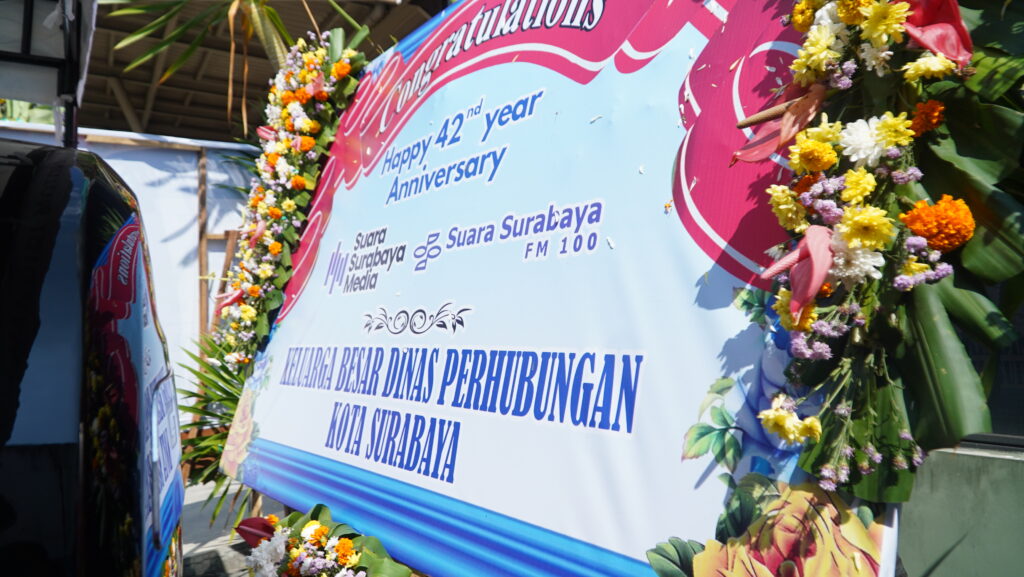 Congratulations
Happy 42nd year
Anniversary
Suara
Surabaya
Media
Suara Surabaya
FM 100
KELUARGA BESAR DINAS PERHUBUNGAN
KOTA SURABAYA